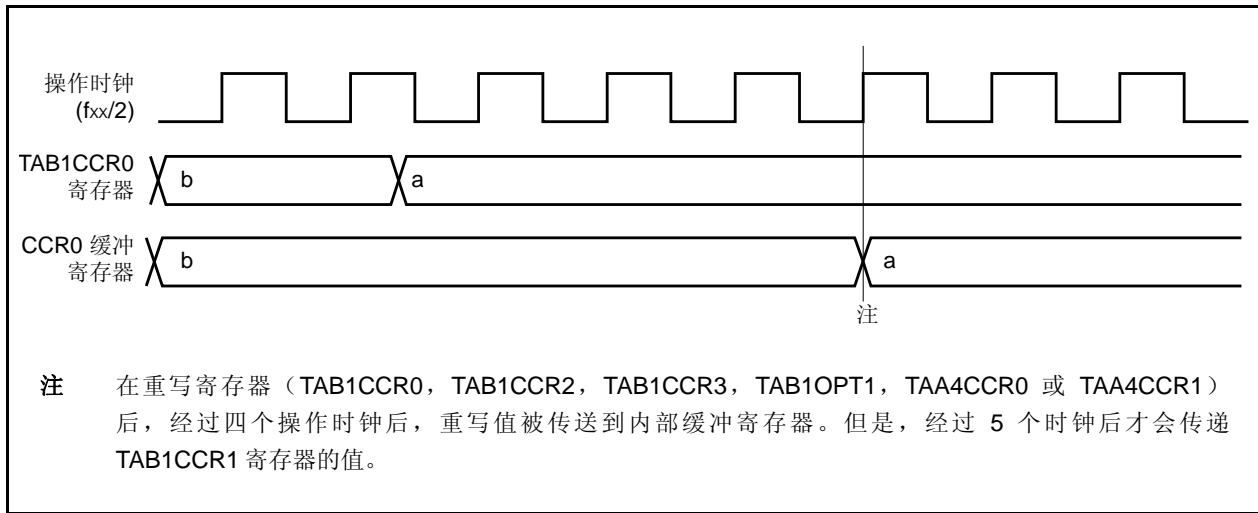 操作时钟
(fxx/2)
TAB1CCR0
寄存器
b
a
CCR0 缓冲
寄存器
b
a
注
注 在重写寄存器（TAB1CCR0，TAB1CCR2，TAB1CCR3，TAB1OPT1，TAA4CCR0 或 TAA4CCR1）
后，经过四个操作时钟后，重写值被传送到内部缓冲寄存器。但是，经过 5 个时钟后才会传递
TAB1CCR1 寄存器的值。